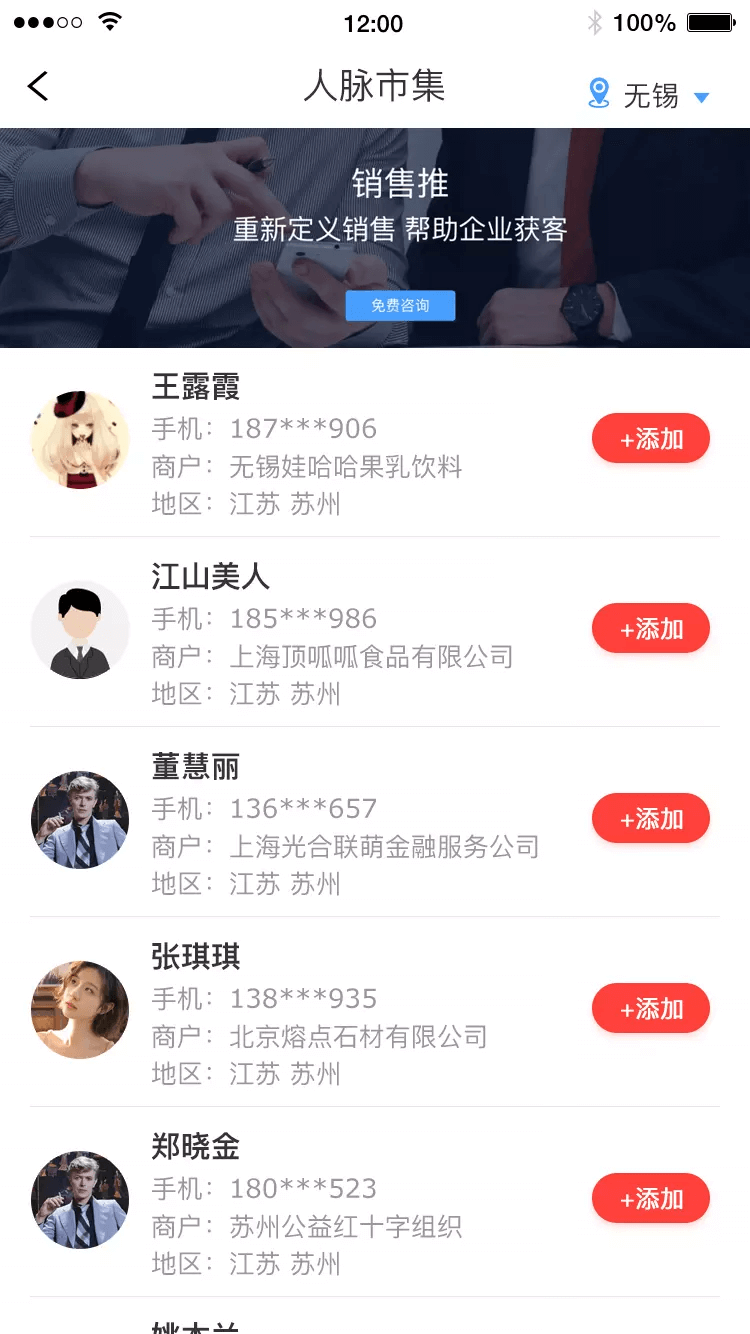 12:00
100%
人脉市集
无锡
销售推
重新定义销售 帮助企业获客
免费咨询
王露霞
手机：187***906
商户：无锡娃哈哈果乳饮料
地区：江苏 苏州
+添加
江山美人
手机：185***986
商户：上海顶呱呱食品有限公司
地区：江苏 苏州
+添加
董慧丽
手机：136***657
商户：上海光合联萌金融服务公司
地区：江苏 苏州
+添加
张琪琪
手机：138***935
商户：北京熔点石材有限公司
地区：江苏 苏州
+添加
郑晓金
手机：180***523
商户：苏州公益红十字组织
地区：江苏 苏州
+添加